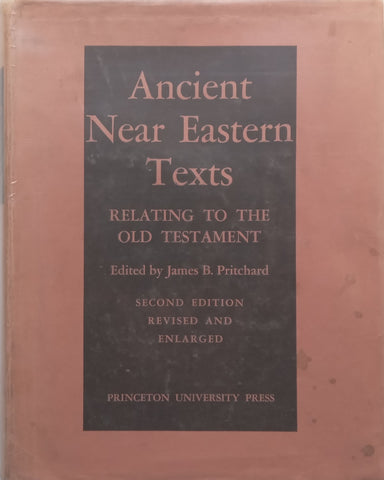 Ancient
Near Eastern
Texts
RELATING TO THE
OLD TESTAMENT
Edited by James B. Pritchard
SECOND EDITION
REVISED AND
ENLARGED
PRINCETON UNIVERSITY PRESS